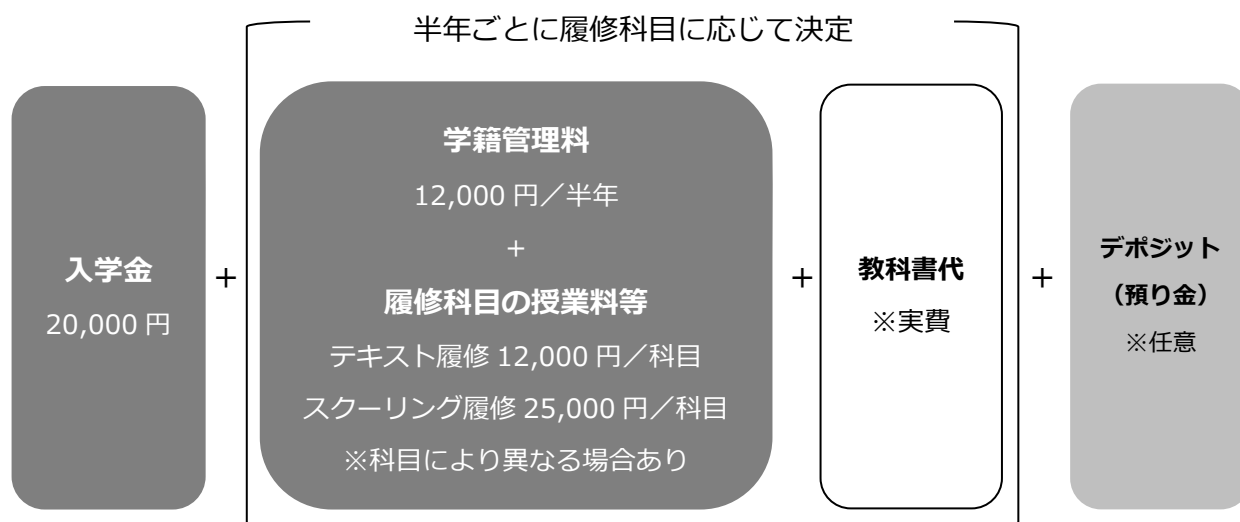 半年ごとに履修科目に応じて決定
入学金
20,000 円
+
学籍管理料
12,000 円／半年
+
履修科目の授業料等
テキスト履修 12,000 円／科目
スクーリング履修 25,000 円／科目
※科目により異なる場合あり
+
教科書代
※実費
+
デポジット
（預り金）
※任意